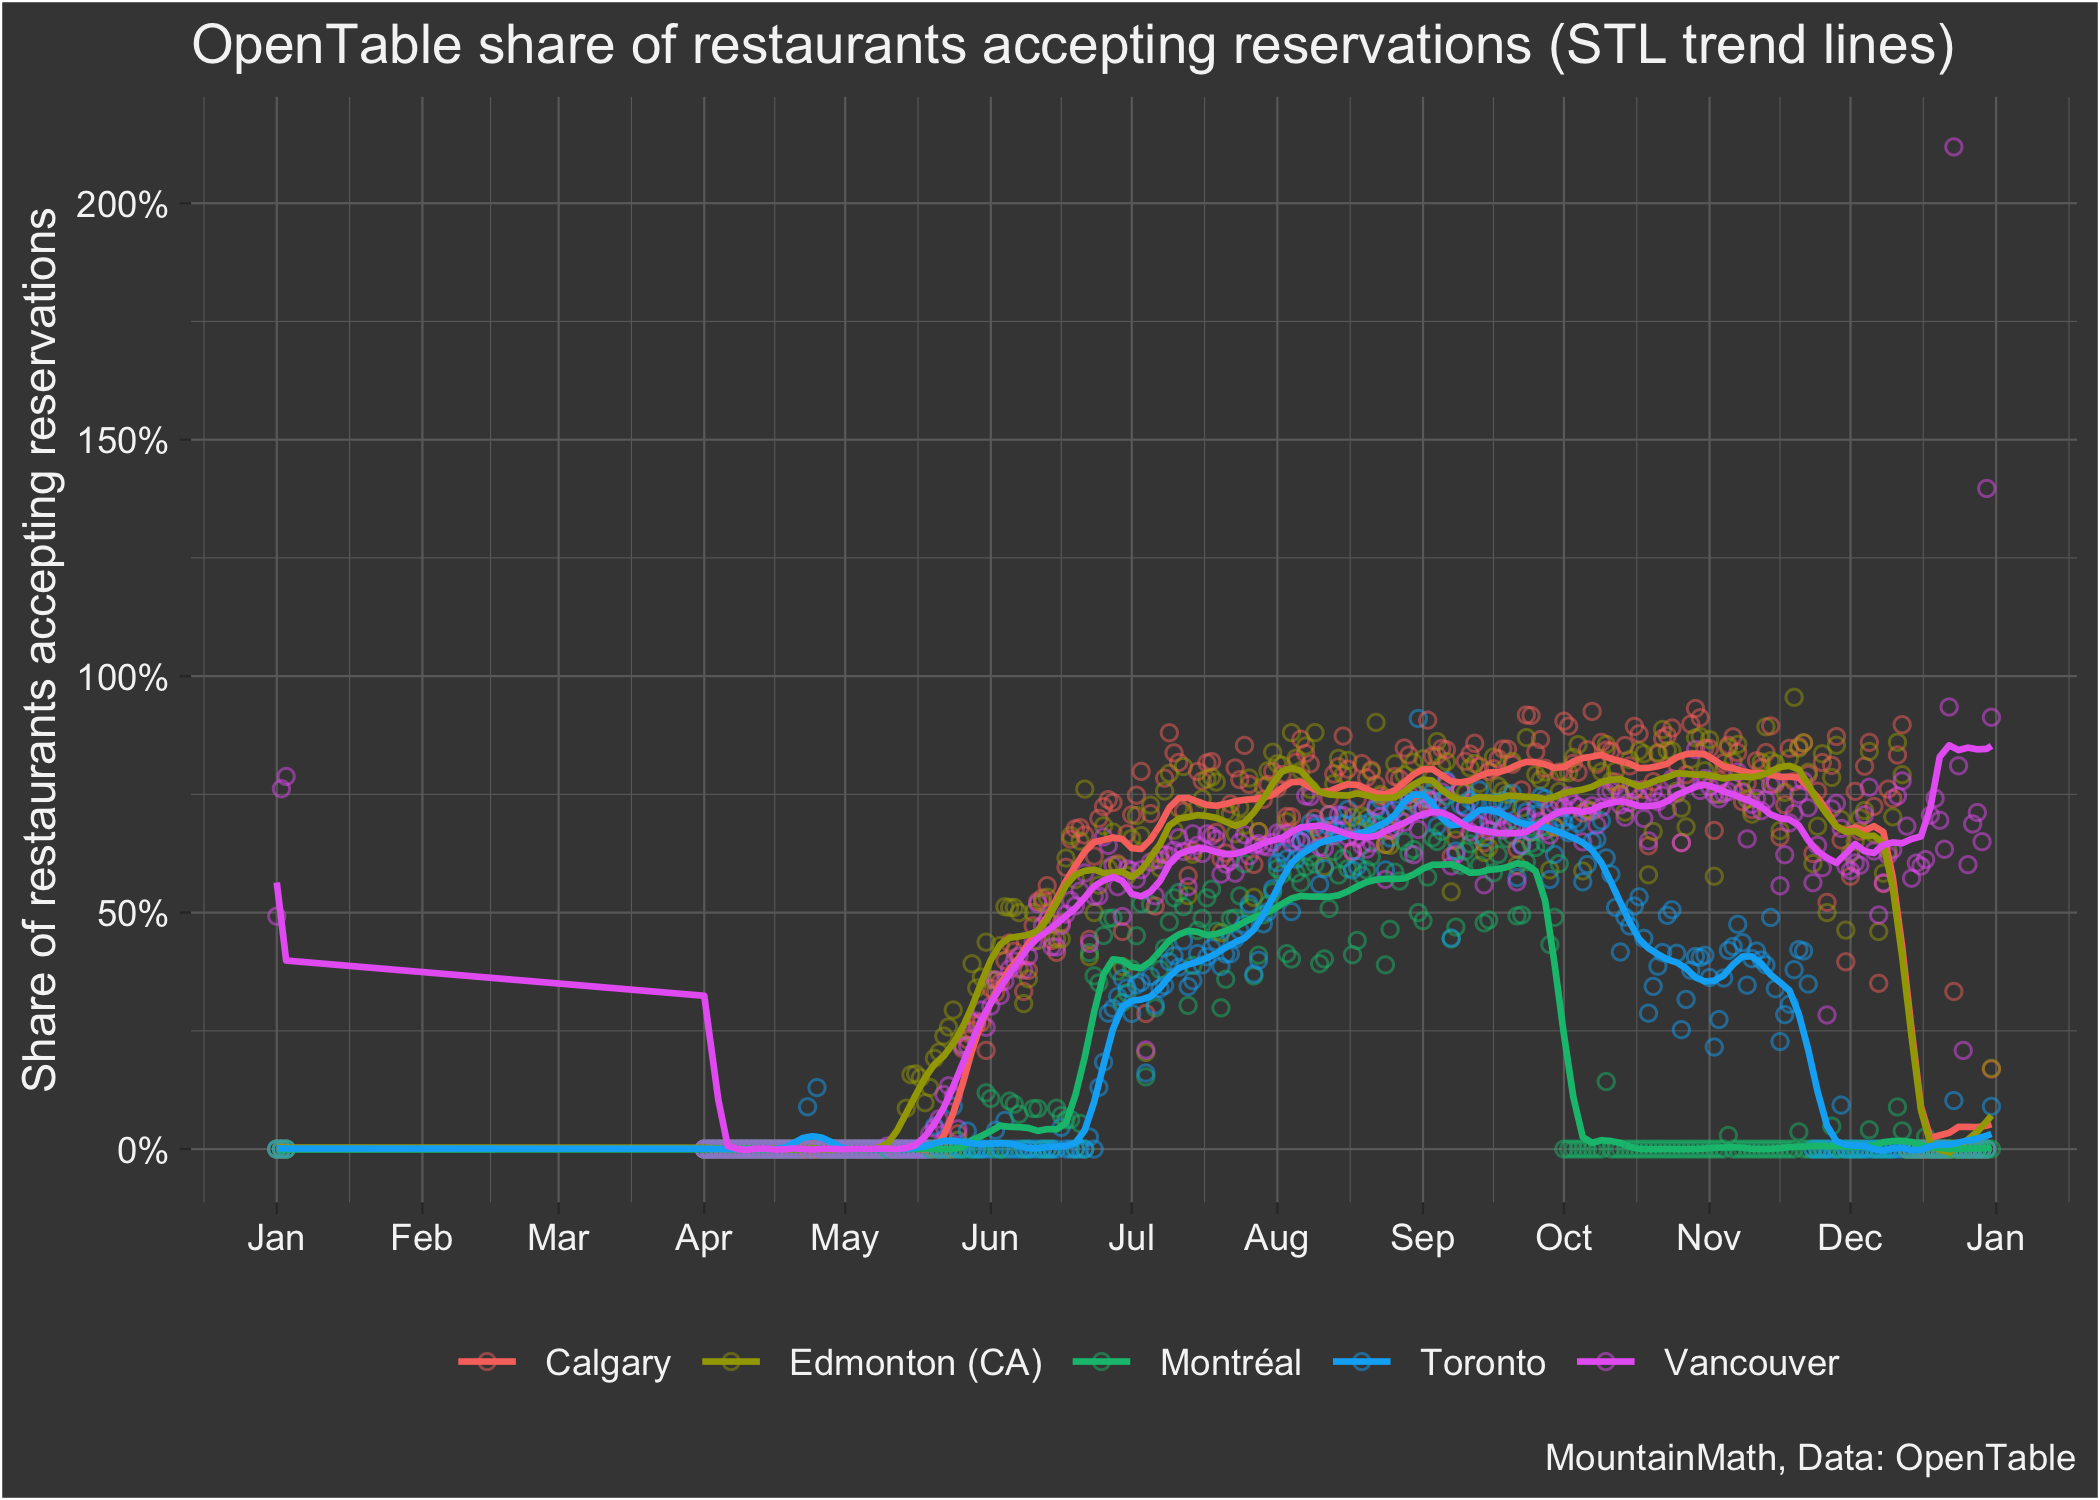 OpenTable share of restaurants accepting reservations (STL trend lines)
Share of restaurants accepting reservations
200%
150%
100%
50%
0%
Jan Feb Mar Apr May Jun Jul Aug Sep Oct Nov Dec Jan
Calgary Edmonton (CA) Montréal Toronto Vancouver
MountainMath, Data: OpenTable